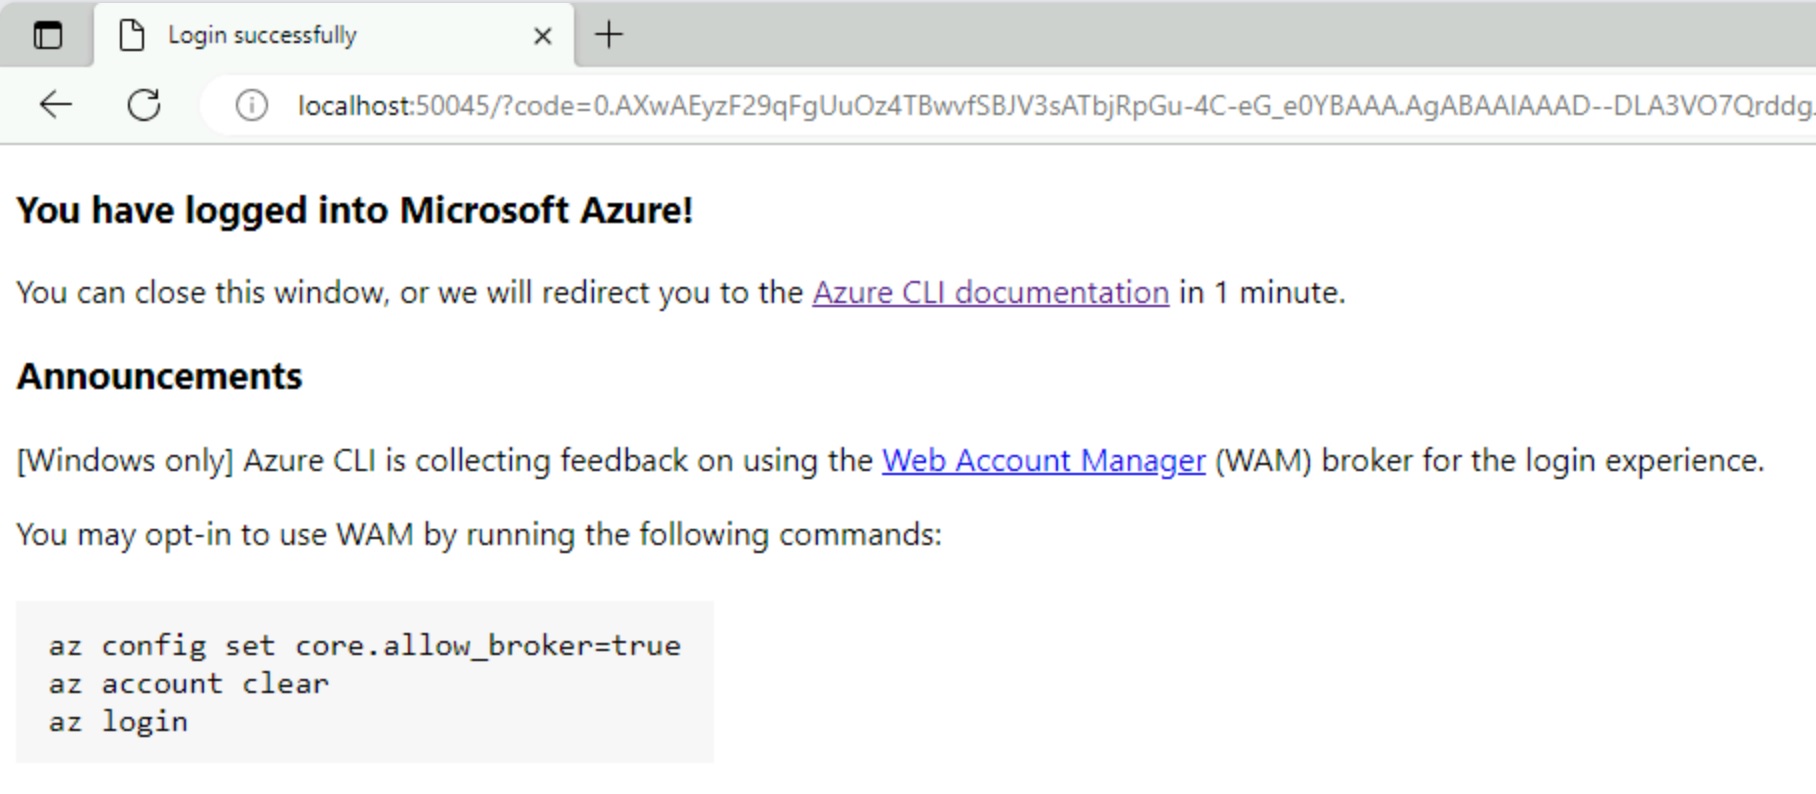 Login successfully
localhost:50045/?code=0.AXwAEyzF29qFgUuOz4TBwvfSBJV3sATbjRpGu-4C-eG_e0YBAAA.AgABAAIAAAD--DLA3VO7Qrddg
You have logged into Microsoft Azure!
You can close this window, or we will redirect you to the Azure CLI documentation in 1 minute.
Announcements
[Windows only] Azure CLI is collecting feedback on using the Web Account Manager (WAM) broker for the login experience.
You may opt-in to use WAM by running the following commands:
az config set core.allow_broker=true
az account clear
az login